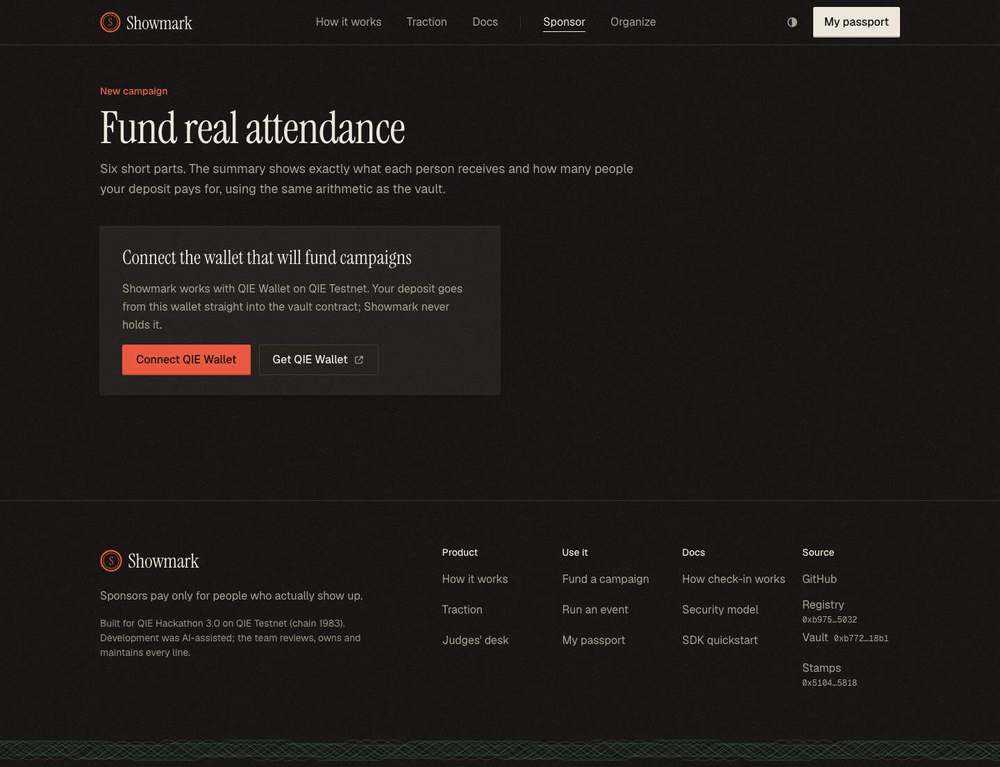 S Showmark
How it works Traction Docs Sponsor Organize
My passport
New campaign
Fund real attendance
Six short parts. The summary shows exactly what each person receives and how many people
your deposit pays for, using the same arithmetic as the vault.
Connect the wallet that will fund campaigns
Showmark works with QIE Wallet on QIE Testnet. Your deposit goes
from this wallet straight into the vault contract; Showmark never
holds it.
Connect QIE Wallet Get QIE Wallet
S Showmark
Sponsors pay only for people who actually show up.
Built for QIE Hackathon 3.0 on QIE Testnet (chain 1983).
Development was AI-assisted; the team reviews, owns and
maintains every line.
Product
How it works
Traction
Judges' desk
Use it
Fund a campaign
Run an event
My passport
Docs
How check-in works
Security model
SDK quickstart
Source
GitHub
Registry
0xb975…5032
Vault 0xb772…18b1
Stamps
0x5104…5818